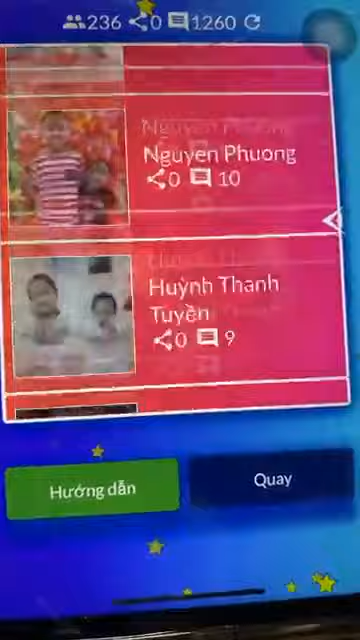 236 0 1260
Nguyen Phuong
0 10
Huỳnh Thanh
Tuyền
0 9
Hướng dẫn
Quay